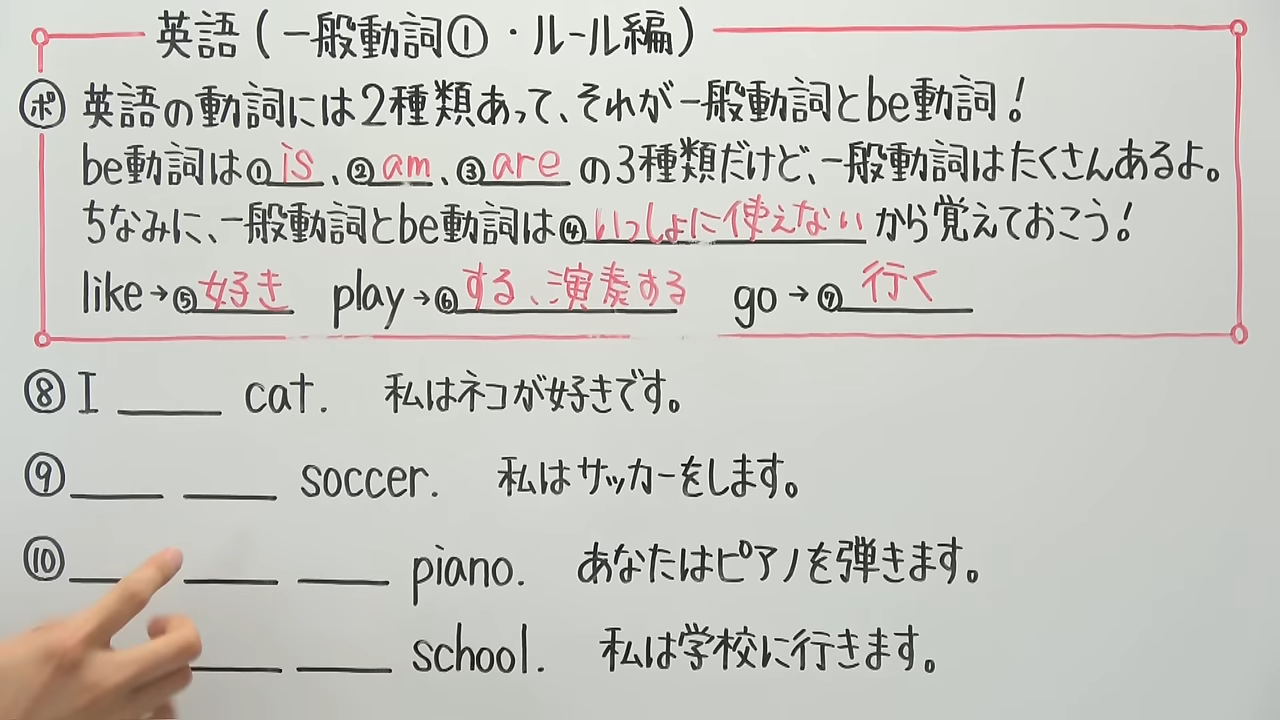 英語(一般動詞①・ルール編)
ポ 英語の動詞には2種類あって、それが一般動詞とbe動詞!
be動詞は①is、②am、③areの3種類だけど、一般動詞はたくさんあるよ。
ちなみに、一般動詞とbe動詞は④いっしょに使えないから覚えておこう!
like→⑤好き play→⑥する、演奏する go→⑦行く
⑧I ____ cat. 私はネコが好きです。
⑨____ ____ soccer. 私はサッカーをします。
⑩____ ____ ____ piano. あなたはピアノを弾きます。
____ ____ school. 私は学校に行きます。